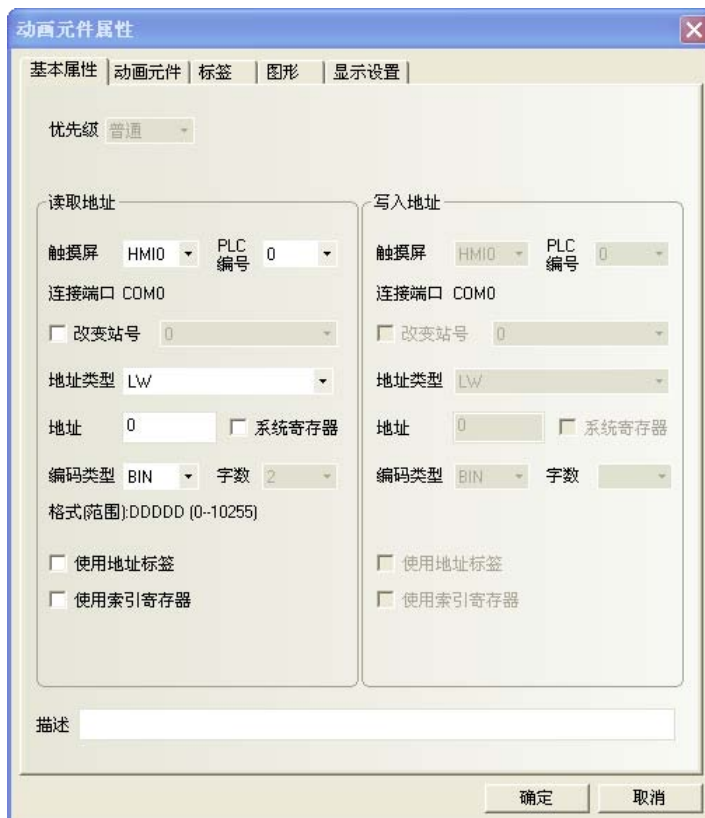 动画元件属性
基本属性 动画元件 标签 图形 显示设置
优先级 普通
读取地址
触摸屏 HMI0 PLC编号 0
连接端口 COM0
改变站号 0
地址类型 LW
地址 0 系统寄存器
编码类型 BIN 字数 2
格式(范围):DDDDD (0--10255)
使用地址标签
使用索引寄存器
写入地址
触摸屏 HMI0 PLC编号 0
连接端口 COM0
改变站号 0
地址类型 LW
地址 0 系统寄存器
编码类型 BIN 字数
使用地址标签
使用索引寄存器
描述
确定 取消